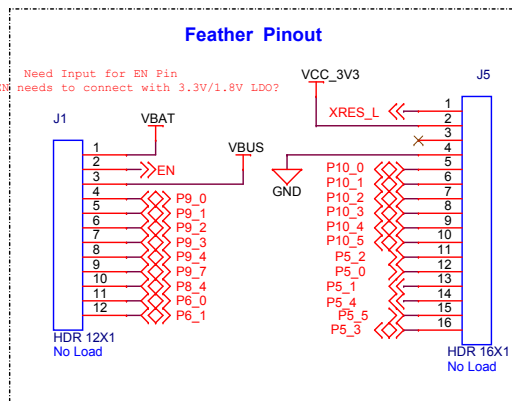 Feather Pinout
Need Input for EN Pin
EN needs to connect with 3.3V/1.8V LDO?
VCC_3V3
J5
J1
VBAT
VBUS
XRES_L
GND
1
2
EN
3
4
P9_0
5
P9_1
6
P9_2
7
P9_3
8
P9_4
9
P9_7
10
P8_4
11
P6_0
12
P6_1
HDR 12X1
No Load
1
2
3
4
P10_0
5
P10_1
6
P10_2
7
P10_3
8
P10_4
9
P10_5
10
P5_2
11
P5_0
12
P5_1
13
P5_4
14
P5_5
15
P5_3
16
HDR 16X1
No Load